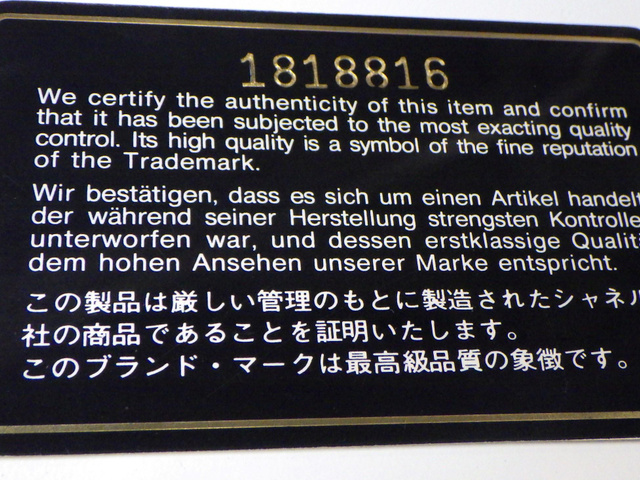 1818816
We certify the authenticity of this item and confirm
that it has been subjected to the most exacting quality
control. Its high quality is a symbol of the fine reputation
of the Trademark.
Wir bestätigen, dass es sich um einen Artikel handelt
der während seiner Herstellung strengsten Kontrolle
unterworfen war, und dessen erstklassige Qualit
dem hohen Ansehen unserer Marke entspricht.
この製品は厳しい管理のもとに製造されたシャネル
社の商品であることを証明いたします。
このブランド・マークは最高級品質の象徴です。